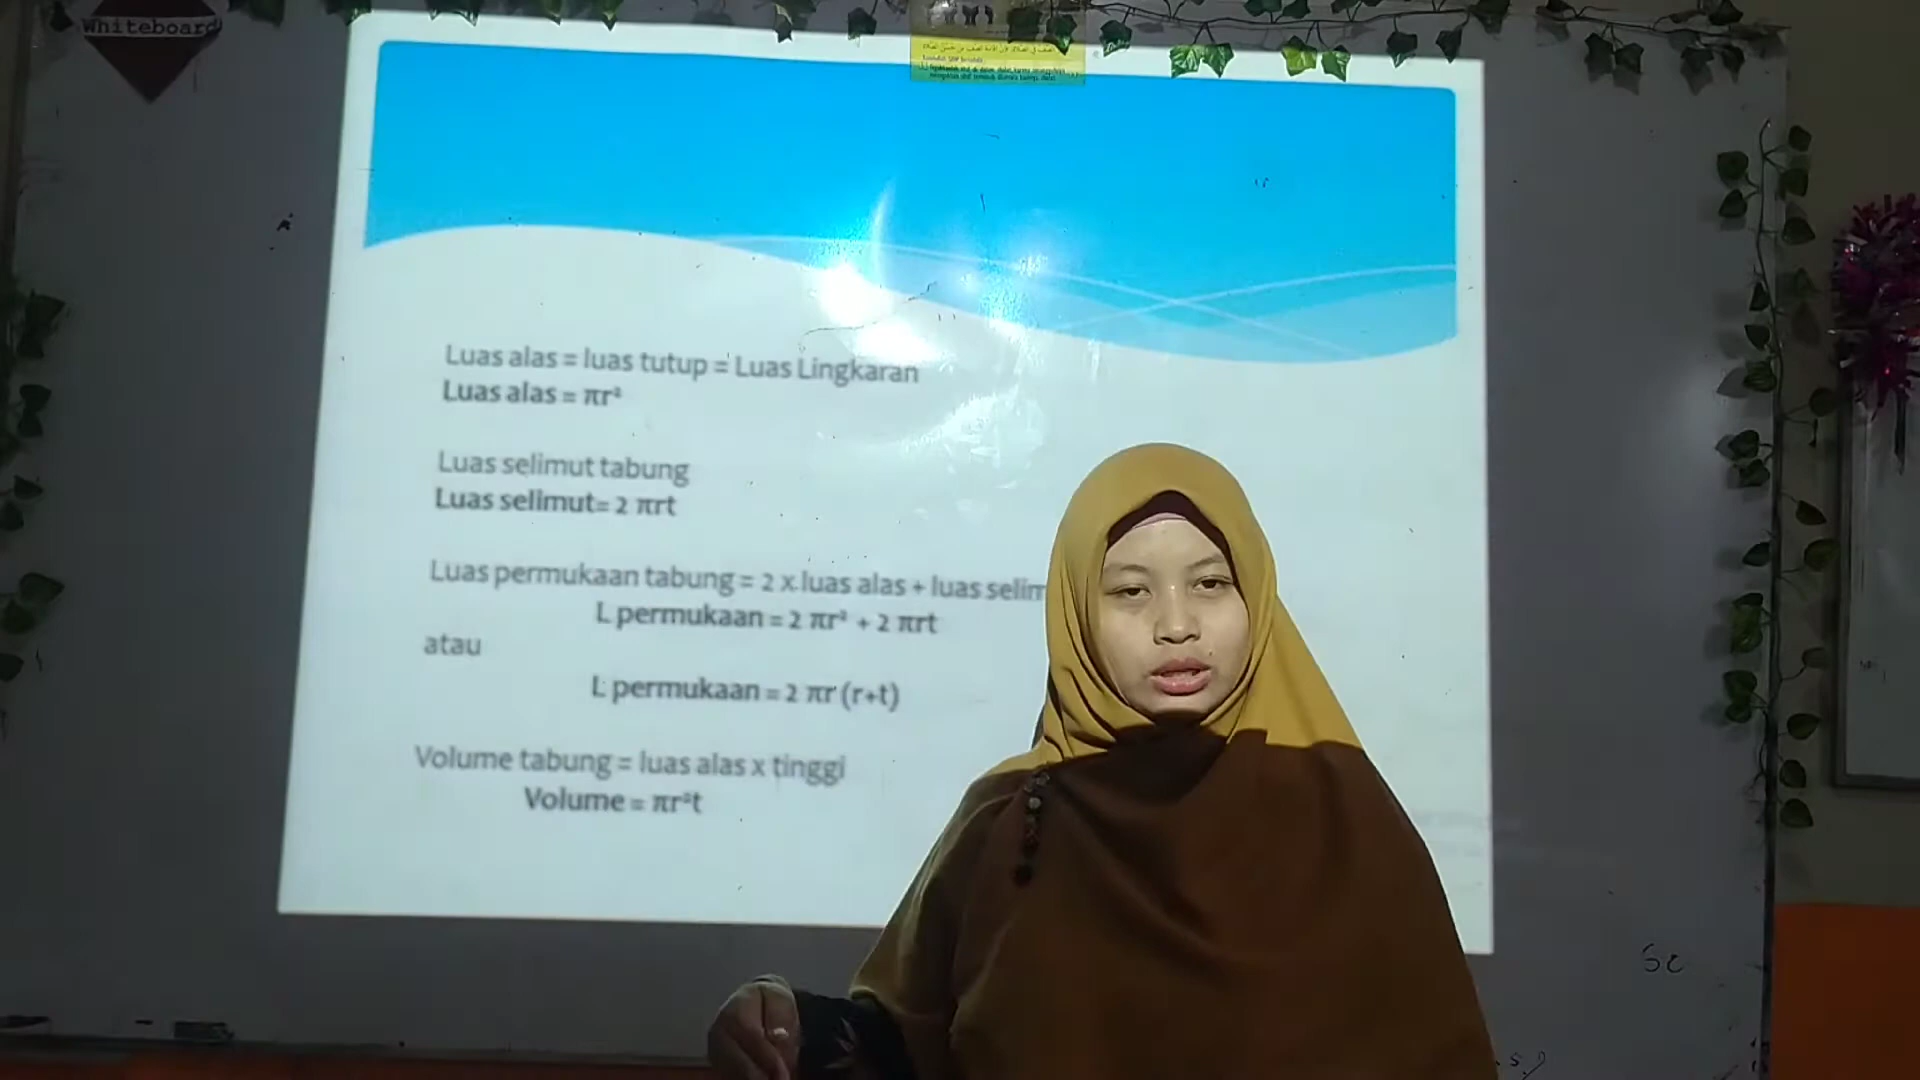 Whiteboard
Luas alas = luas tutup = Luas Lingkaran
Luas alas = πr²
Luas selimut tabung
Luas selimut= 2 πrt
Luas permukaan tabung = 2 x luas alas + luas selim
L permukaan = 2 πr² + 2 πrt
atau
L permukaan = 2 πr (r+t)
Volume tabung = luas alas x tinggi
Volume = πr²t